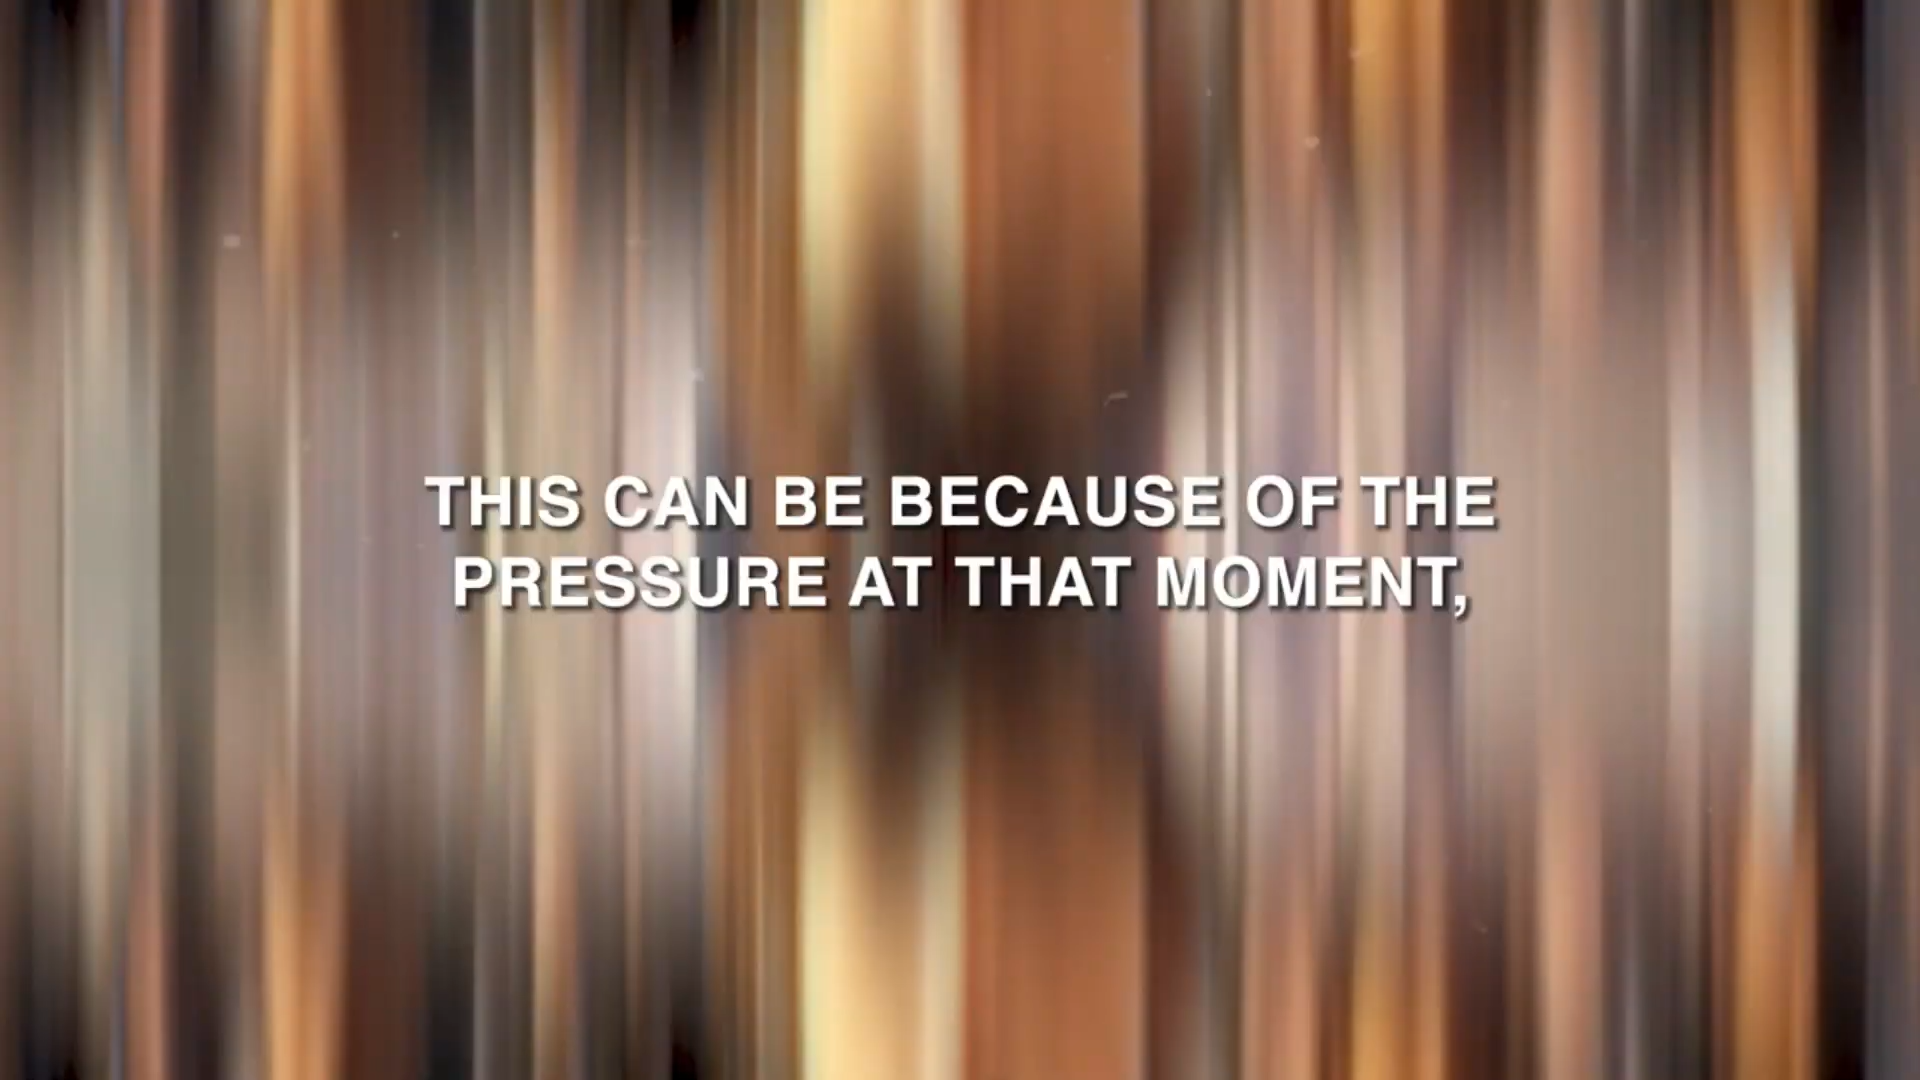 THIS CAN BE BECAUSE OF THE
PRESSURE AT THAT MOMENT,